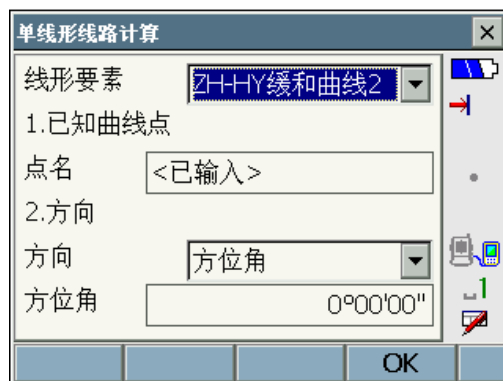 单线形线路计算
线形要素 ZH-HY缓和曲线2
1.已知曲线点
点名 <已输入>
2.方向
方向 方位角
方位角 0°00'00"
1
OK